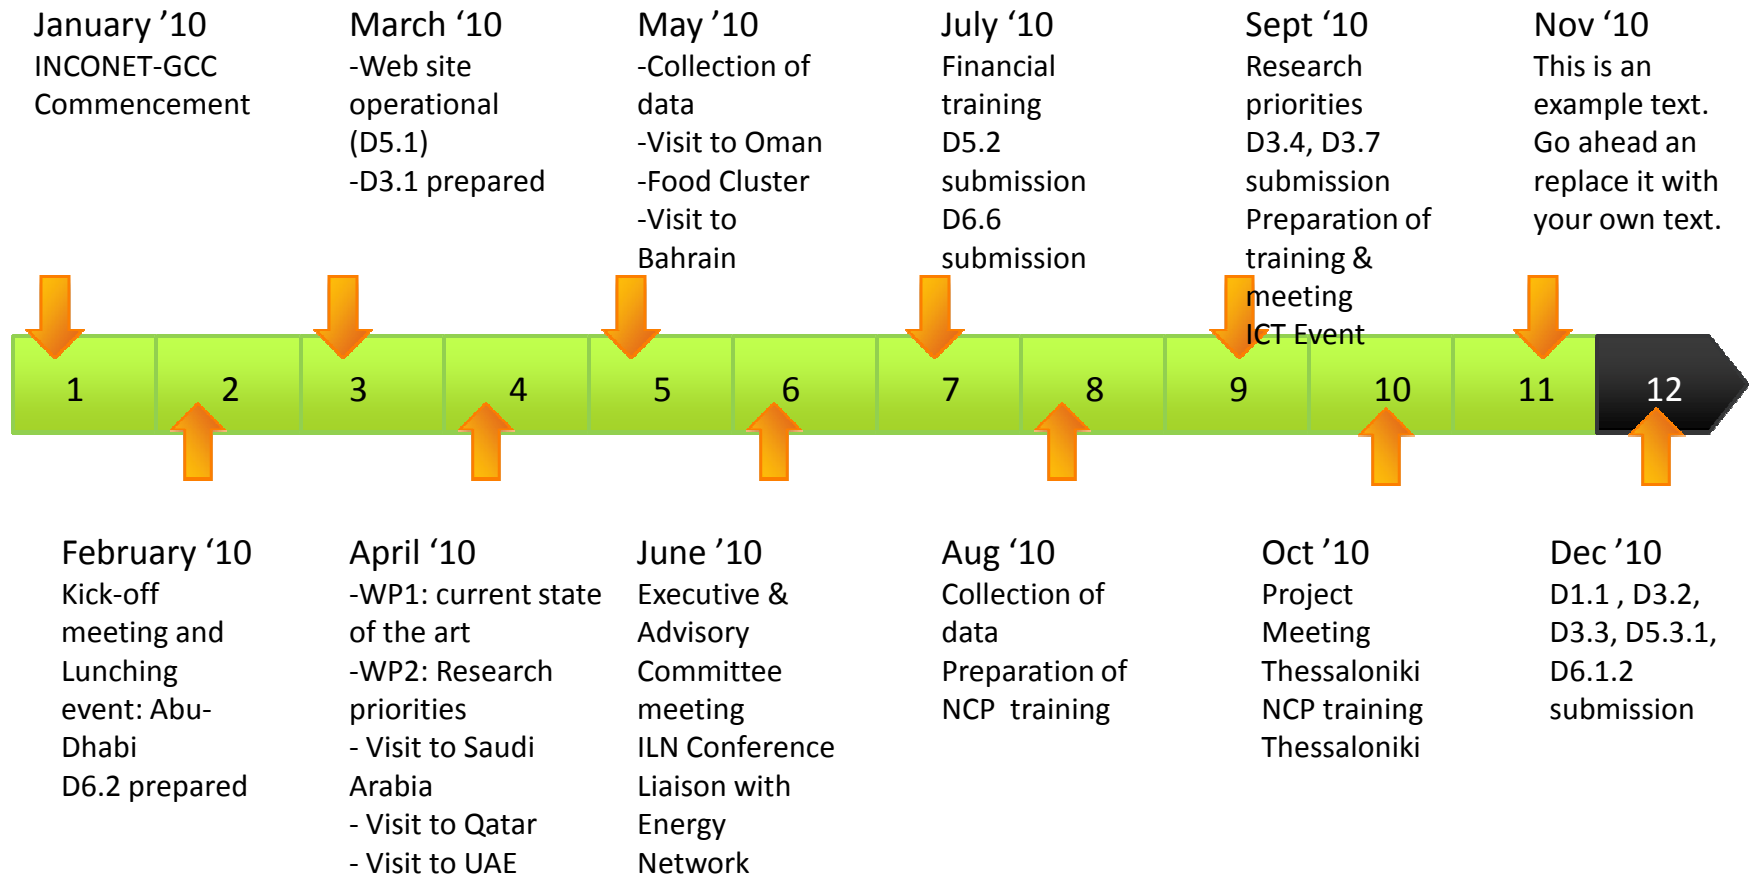 January ’10
INCONET-GCC
Commencement
March ‘10
-Web site
operational
(D5.1)
-D3.1 prepared
May ’10
-Collection of
data
-Visit to Oman
-Food Cluster
-Visit to
Bahrain
July ‘10
Financial
training
D5.2
submission
D6.6
submission
Sept ‘10
Research
priorities
D3.4, D3.7
submission
Preparation of
training &
meeting
ICT Event
Nov ‘10
This is an
example text.
Go ahead an
replace it with
your own text.
1 2 3 4 5 6 7 8 9 10 11 12
February ‘10
Kick-off
meeting and
Lunching
event: Abu-
Dhabi
D6.2 prepared
April ‘10
-WP1: current state
of the art
-WP2: Research
priorities
- Visit to Saudi
Arabia
- Visit to Qatar
- Visit to UAE
June ’10
Executive &
Advisory
Committee
meeting
ILN Conference
Liaison with
Energy
Network
Aug ‘10
Collection of
data
Preparation of
NCP  training
Oct ’10
Project
Meeting
Thessaloniki
NCP training
Thessaloniki
Dec ’10
D1.1 , D3.2,
D3.3, D5.3.1,
D6.1.2
submission